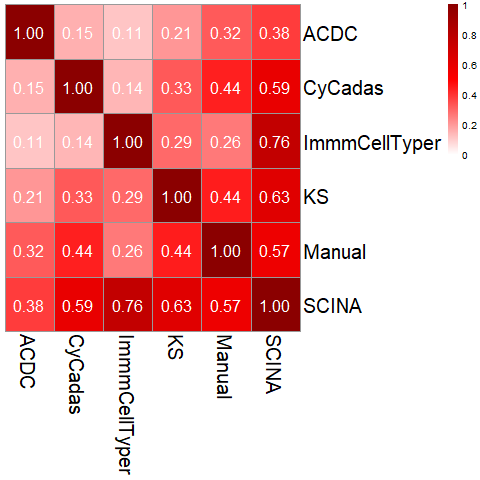 1.00 0.15 0.11 0.21 0.32 0.38 ACDC
0.15 1.00 0.14 0.33 0.44 0.59 CyCadas
0.11 0.14 1.00 0.29 0.26 0.76 ImmmCellTyper
0.21 0.33 0.29 1.00 0.44 0.63 KS
0.32 0.44 0.26 0.44 1.00 0.57 Manual
0.38 0.59 0.76 0.63 0.57 1.00 SCINA
ACDC
CyCadas
ImmmCellTyper
KS
Manual
SCINA
1
0.8
0.6
0.4
0.2
0